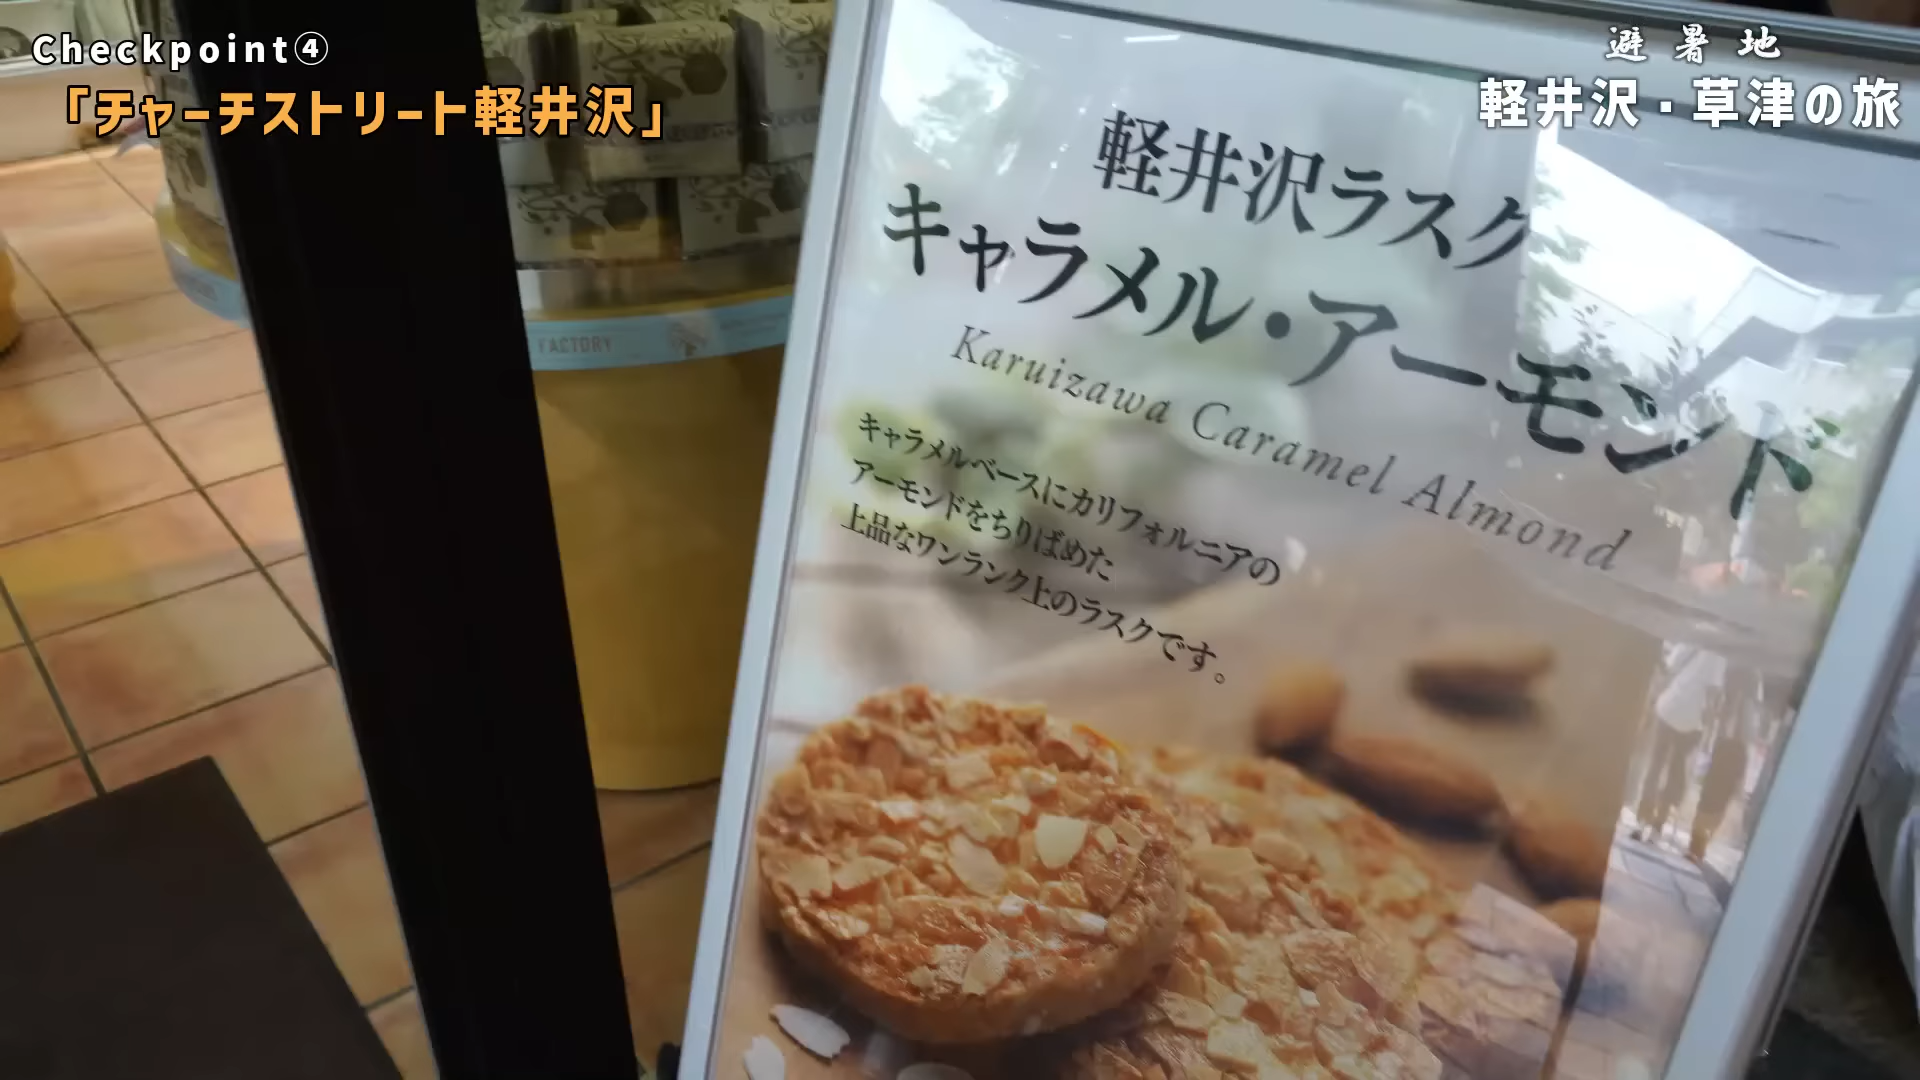 Checkpoint④
「チャーチストリート軽井沢」
避暑地
軽井沢・草津の旅
軽井沢ラスク
キャラメル・アーモンド
Karuizawa Caramel Almond
キャラメルベースにカリフォルニアの
アーモンドをちりばめた
上品なワンランク上のラスクです。
FACTORY